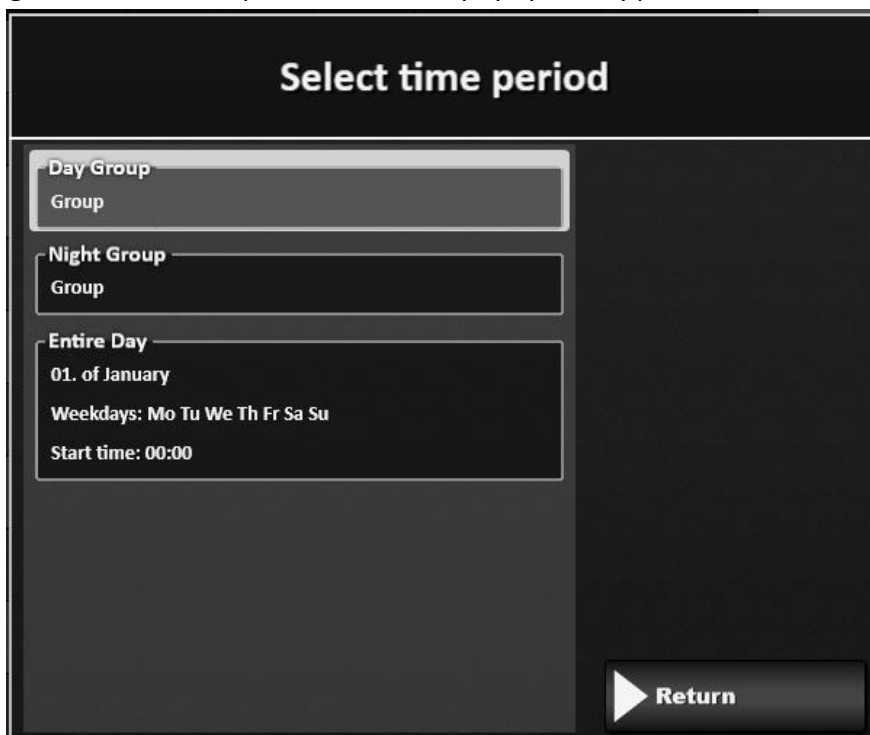 Select time period
Day Group
Group
Night Group
Group
Entire Day
01. of January
Weekdays: Mo Tu We Th Fr Sa Su
Start time: 00:00
Return